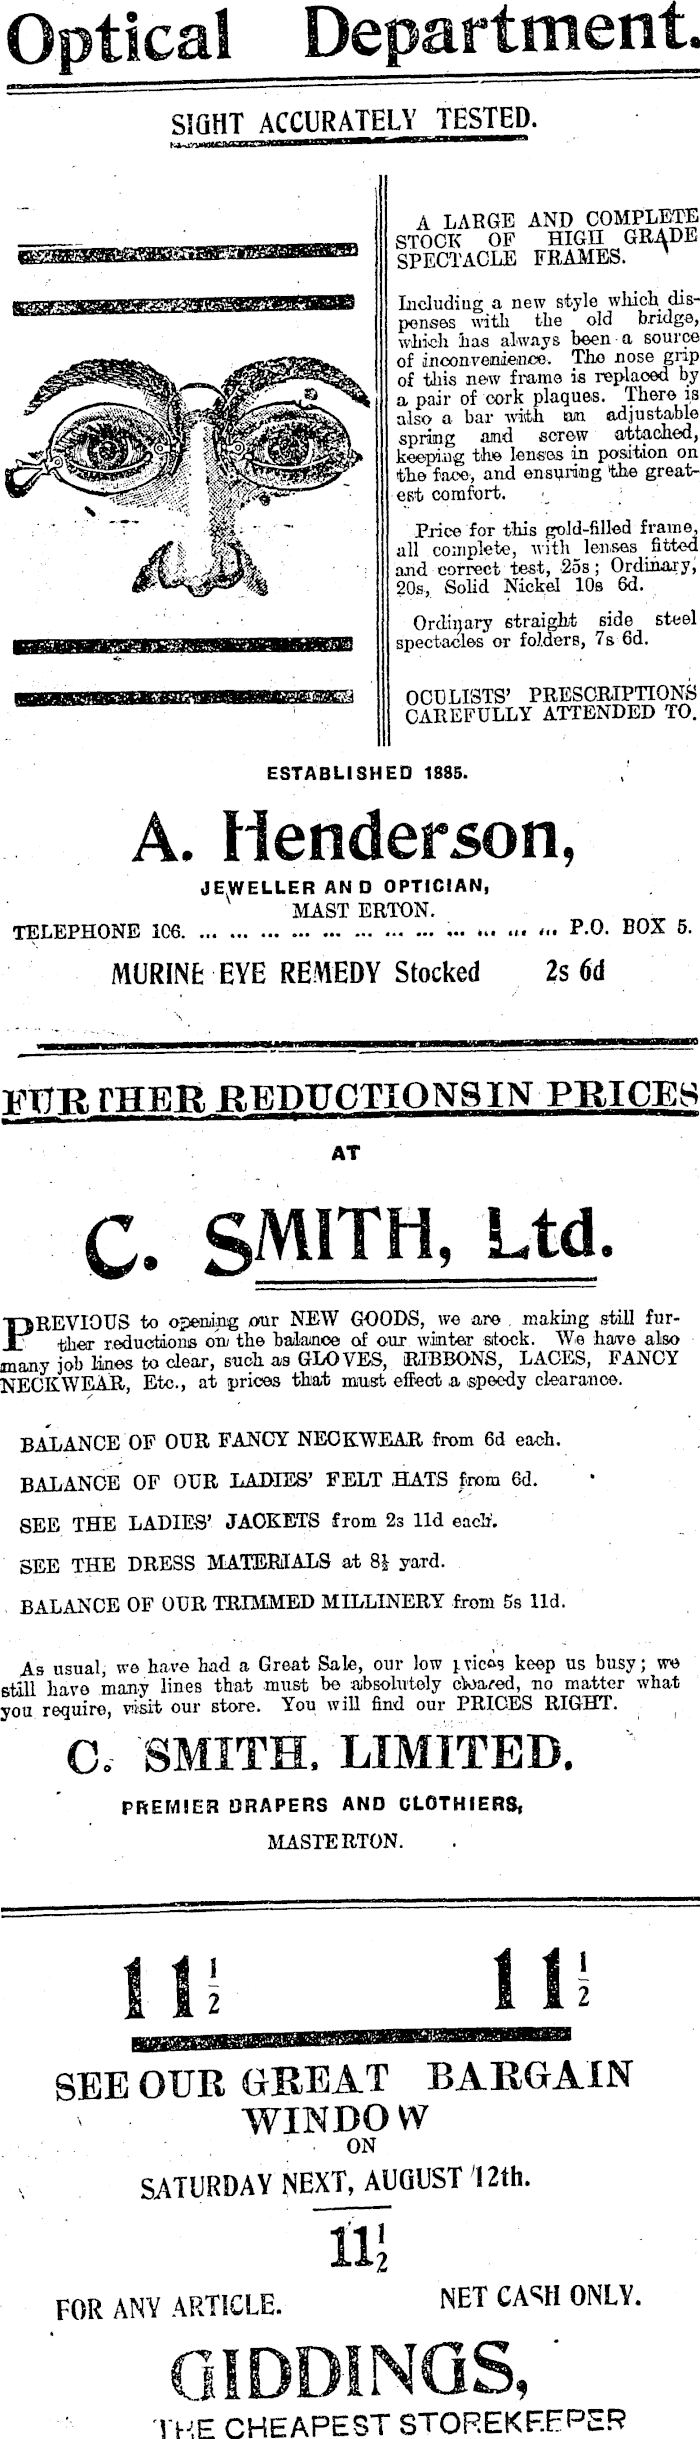 Optical Department.
SIGHT ACCURATELY TESTED.
A LARGE AND COMPLETE
STOCK OF HIGH GRADE
SPECTACLE FRAMES.
Including a new style which dis-
penses with the old bridge,
which has always been a source
of inconvenience. The nose grip
of this new frame is replaced by
a pair of cork plaques. There is
also a bar with an adjustable
spring and screw attached,
keeping the lenses in position on
the face, and ensuring the great-
est comfort.
Price for this gold-filled frame,
all complete, with lenses fitted
and correct test, 25s; Ordinary,
20s, Solid Nickel 10s 6d.
Ordinary straight side steel
spectacles or folders, 7s 6d.
OCULISTS' PRESCRIPTIONS
CAREFULLY ATTENDED TO.
ESTABLISHED 1885.
A. Henderson,
JEWELLER AND OPTICIAN,
MASTERTON.
TELEPHONE 106. ... ... ... ... ... ... ... ... ... ... ... ... P.O. BOX 5.
MURINE EYE REMEDY Stocked 2s 6d
FURTHER REDUCTIONS IN PRICES
AT
C. SMITH, Ltd.
PREVIOUS to opening our NEW GOODS, we are making still fur-
ther reductions on the balance of our winter stock. We have also
many job lines to clear, such as GLOVES, RIBBONS, LACES, FANCY
NECKWEAR, Etc., at prices that must effect a speedy clearance.
BALANCE OF OUR FANCY NECKWEAR from 6d each.
BALANCE OF OUR LADIES' FELT HATS from 6d.
SEE THE LADIES' JACKETS from 2s 11d each.
SEE THE DRESS MATERIALS at 8½ yard.
BALANCE OF OUR TRIMMED MILLINERY from 5s 11d.
As usual, we have had a Great Sale, our low prices keep us busy; we
still have many lines that must be absolutely cleared, no matter what
you require, visit our store. You will find our PRICES RIGHT.
C. SMITH, LIMITED.
PREMIER DRAPERS AND CLOTHIERS,
MASTERTON.
11½ 11½
SEE OUR GREAT BARGAIN
WINDOW
ON
SATURDAY NEXT, AUGUST 12th.
11½
FOR ANY ARTICLE. NET CASH ONLY.
GIDDINGS,
THE CHEAPEST STOREKEEPER